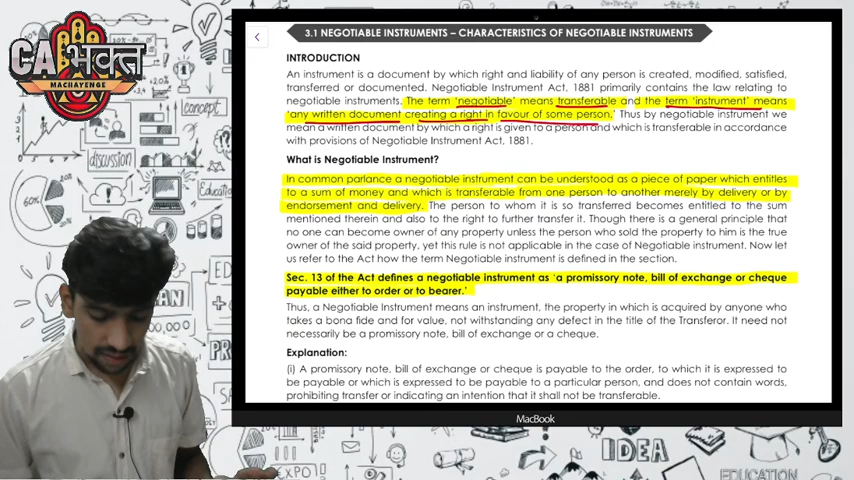 CA भक्त
MACHAYENGE
3.1 NEGOTIABLE INSTRUMENTS – CHARACTERISTICS OF NEGOTIABLE INSTRUMENTS
INTRODUCTION
An instrument is a document by which right and liability of any person is created, modified, satisfied,
transferred or documented. Negotiable Instrument Act, 1881 primarily contains the law relating to
negotiable instruments. The term ‘negotiable’ means transferable and the term ‘instrument’ means
‘any written document creating a right in favour of some person.’ Thus by negotiable instrument we
mean a written document by which a right is given to a person and which is transferable in accordance
with provisions of Negotiable Instrument Act, 1881.
What is Negotiable Instrument?
In common parlance a negotiable instrument can be understood as a piece of paper which entitles
to a sum of money and which is transferable from one person to another merely by delivery or by
endorsement and delivery. The person to whom it is so transferred becomes entitled to the sum
mentioned therein and also to the right to further transfer it. Though there is a general principle that
no one can become owner of any property unless the person who sold the property to him is the true
owner of the said property, yet this rule is not applicable in the case of Negotiable instrument. Now let
us refer to the Act how the term Negotiable instrument is defined in the section.
Sec. 13 of the Act defines a negotiable instrument as ‘a promissory note, bill of exchange or cheque
payable either to order or to bearer.’
Thus, a Negotiable Instrument means an instrument, the property in which is acquired by anyone who
takes a bona fide and for value, not withstanding any defect in the title of the Transferor. It need not
necessarily be a promissory note, bill of exchange or a cheque.
Explanation:
(i) A promissory note, bill of exchange or cheque is payable to the order, to which it is expressed to
be payable or which is expressed to be payable to a particular person, and does not contain words,
prohibiting transfer or indicating an intention that it shall not be transferable.
MacBook
concept
discussion
60%
20%
Education
ED
AN
PR
EXPO
IDEA
EDUCATION